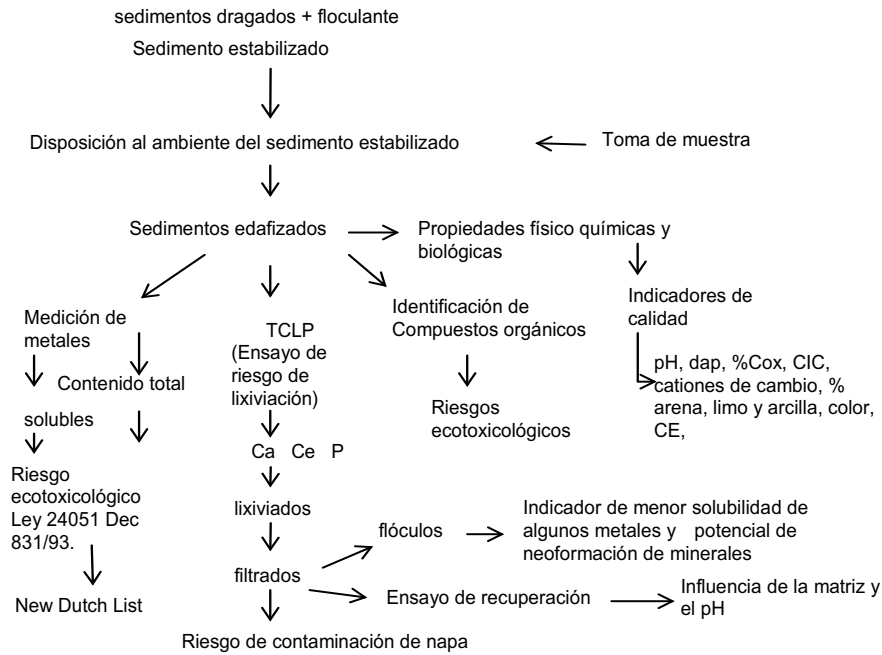 sedimentos dragados + floculante
Sedimento estabilizado
Disposición al ambiente del sedimento estabilizado
Toma de muestra
Sedimentos edafizados
Propiedades físico químicas y
biológicas
Medición de
metales
Contenido total
solubles
Riesgo
ecotoxicológico
Ley 24051 Dec
831/93.
New Dutch List
TCLP
(Ensayo de
riesgo de
lixiviación)
Ca Ce P
lixiviados
filtrados
Riesgo de contaminación de napa
Identificación de
Compuestos orgánicos
Riesgos
ecotoxicológicos
Indicadores de
calidad
pH, dap, %Cox, CIC,
cationes de cambio, %
arena, limo y arcilla, color,
CE,
flóculos
Indicador de menor solubilidad de
algunos metales y potencial de
neoformación de minerales
Ensayo de recuperación
Influencia de la matriz y
el pH